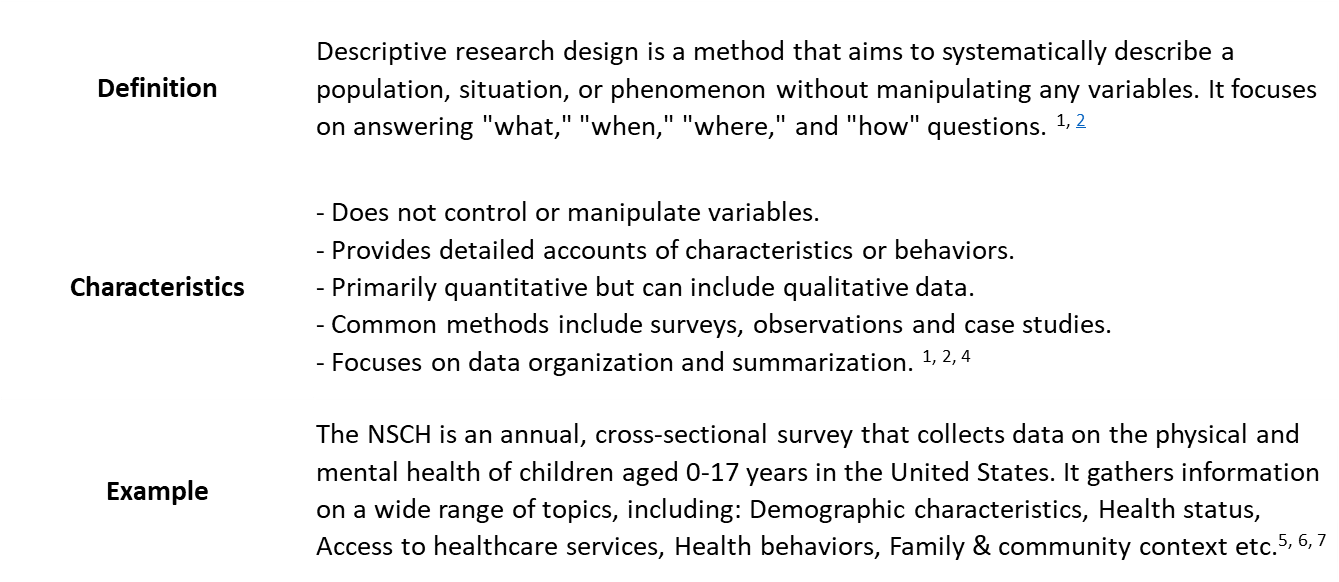 Definition
Descriptive research design is a method that aims to systematically describe a
population, situation, or phenomenon without manipulating any variables. It focuses
on answering "what," "when," "where," and "how" questions. 1, 2
Characteristics
- Does not control or manipulate variables.
- Provides detailed accounts of characteristics or behaviors.
- Primarily quantitative but can include qualitative data.
- Common methods include surveys, observations and case studies.
- Focuses on data organization and summarization. 1, 2, 4
Example
The NSCH is an annual, cross-sectional survey that collects data on the physical and
mental health of children aged 0-17 years in the United States. It gathers information
on a wide range of topics, including: Demographic characteristics, Health status,
Access to healthcare services, Health behaviors, Family & community context etc.5, 6, 7